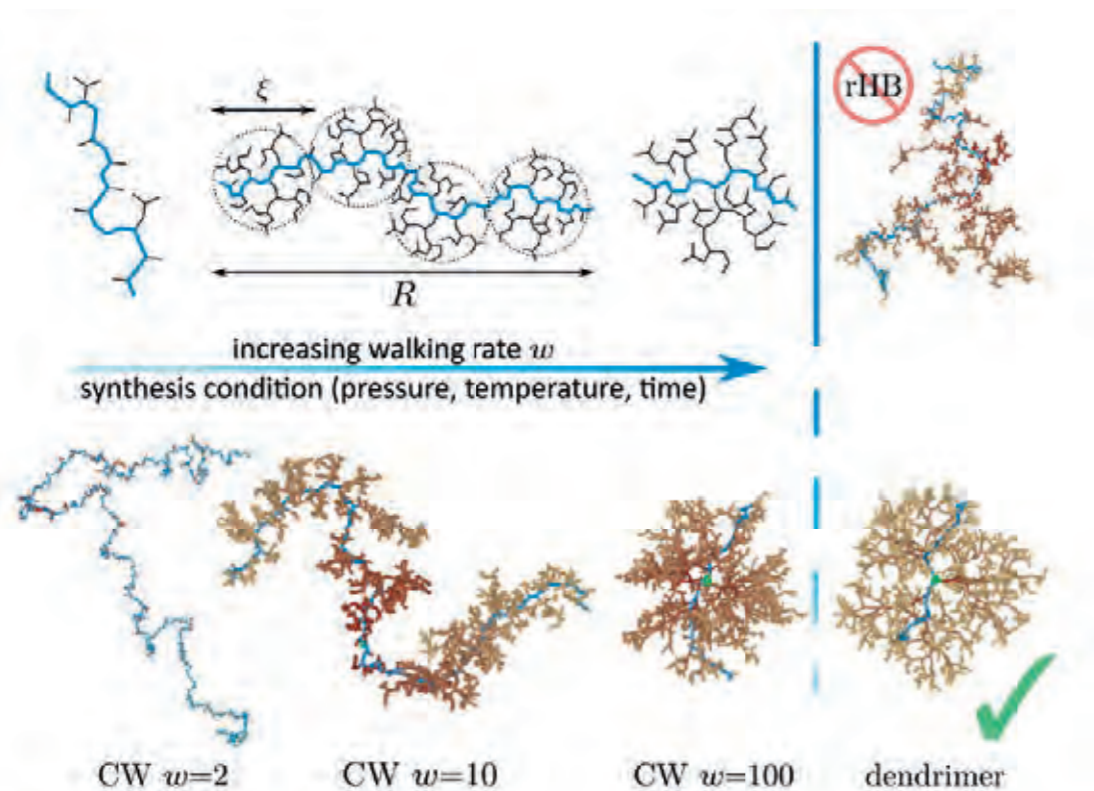 ξ
rHB
R
increasing walking rate w
synthesis condition (pressure, temperature, time)
CW w=2
CW w=10
CW w=100
dendrimer